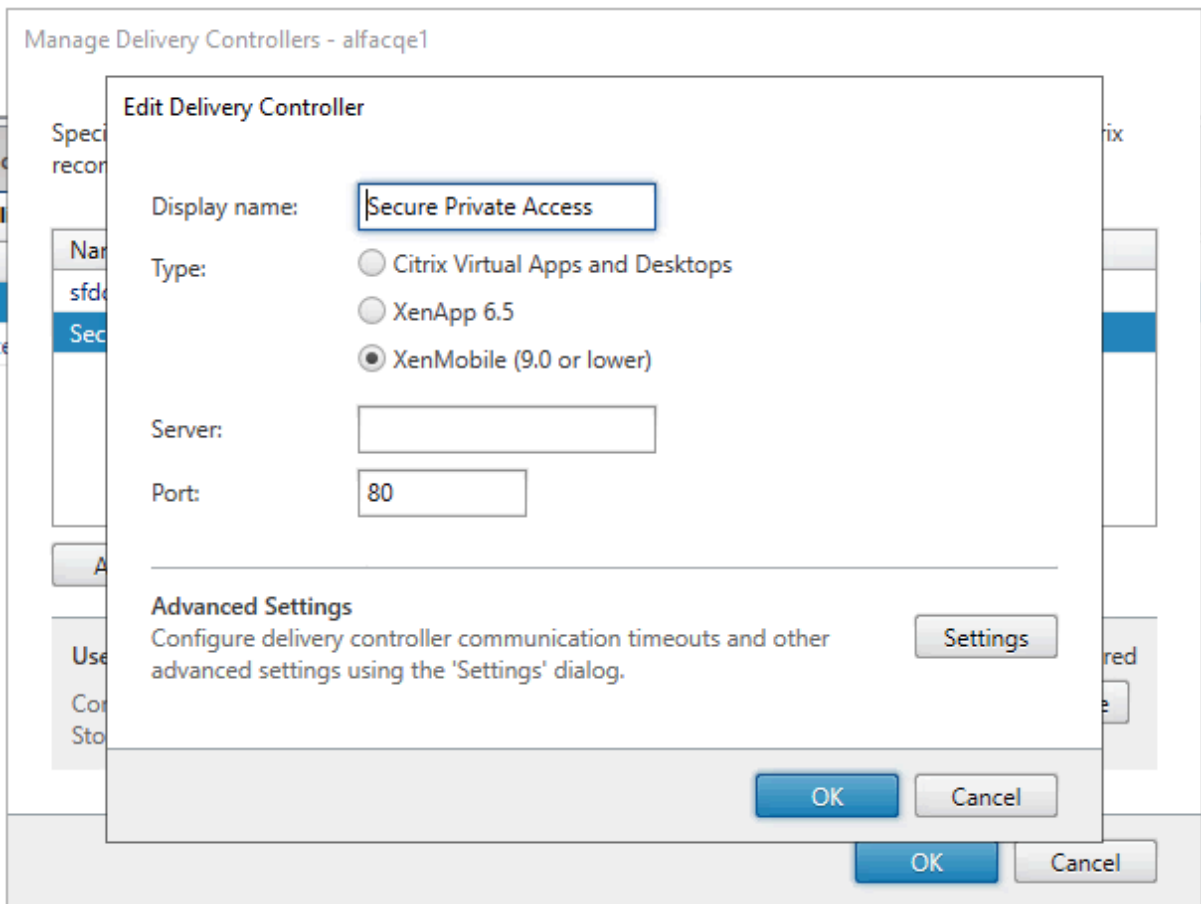 Manage Delivery Controllers - alfacqe1
Edit Delivery Controller
Display name: Secure Private Access
Type:
Citrix Virtual Apps and Desktops
XenApp 6.5
XenMobile (9.0 or lower)
Server:
Port: 80
Advanced Settings
Configure delivery controller communication timeouts and other
advanced settings using the 'Settings' dialog.
Settings
OK Cancel
OK Cancel